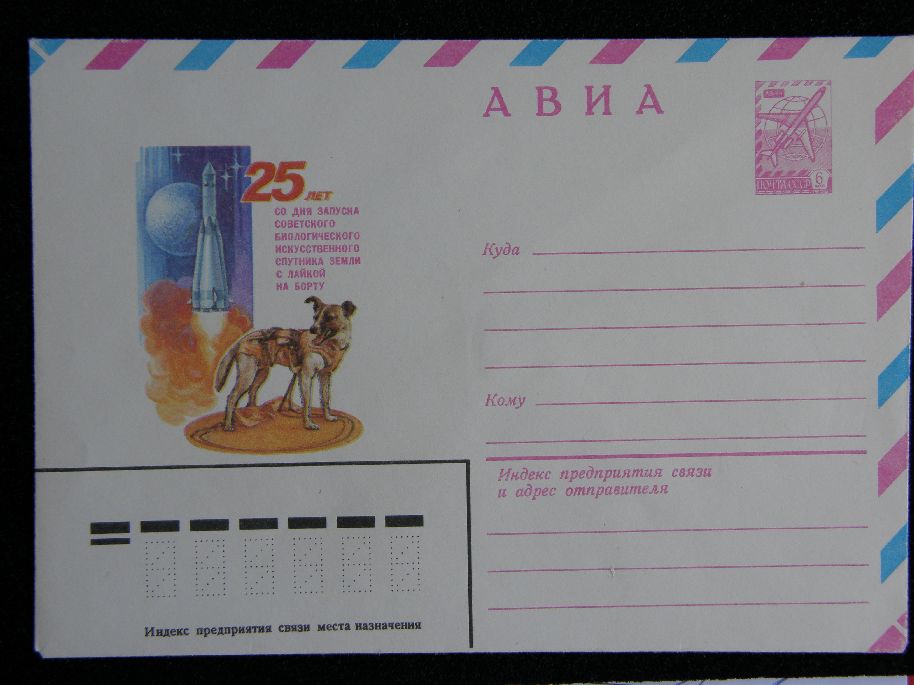 АВИА
25 ЛЕТ
СО ДНЯ ЗАПУСКА
СОВЕТСКОГО
БИОЛОГИЧЕСКОГО
ИСКУССТВЕННОГО
СПУТНИКА ЗЕМЛИ
С ЛАЙКОЙ
НА БОРТУ
ПОЧТА СССР 6
Куда
Кому
Индекс предприятия связи
и адрес отправителя
Индекс предприятия связи места назначения